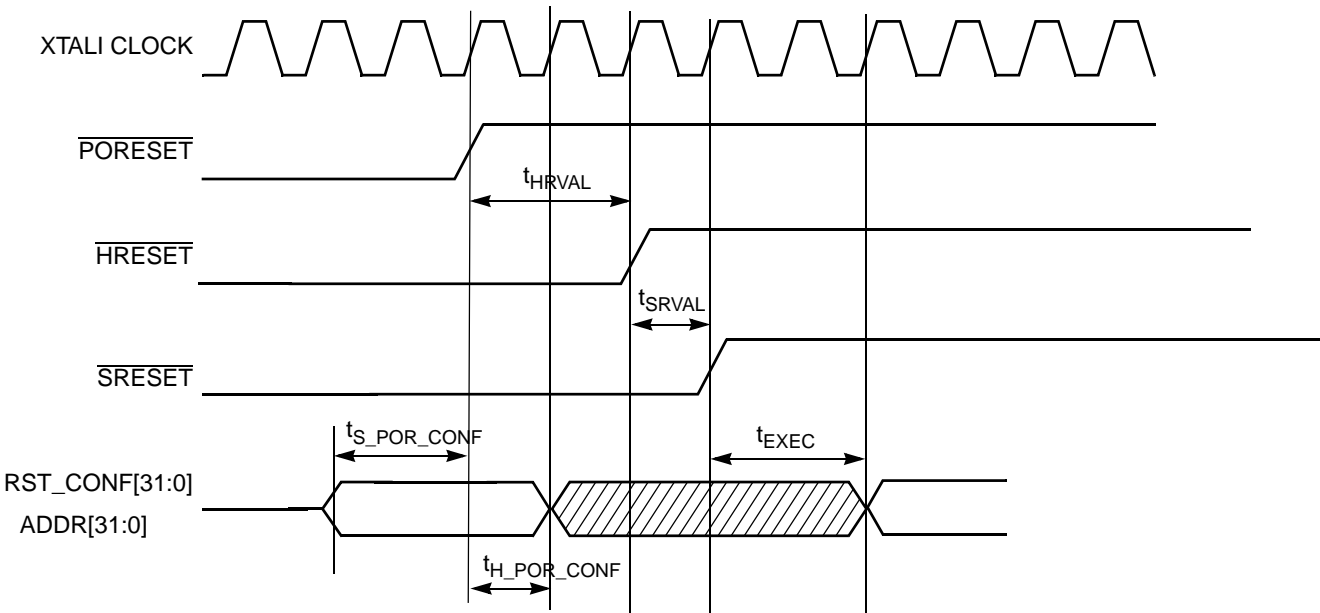 XTALI CLOCK
PORESET
tHRVAL
HRESET
tSRVAL
SRESET
tS_POR_CONF
tEXEC
RST_CONF[31:0]
ADDR[31:0]
tH_POR_CONF